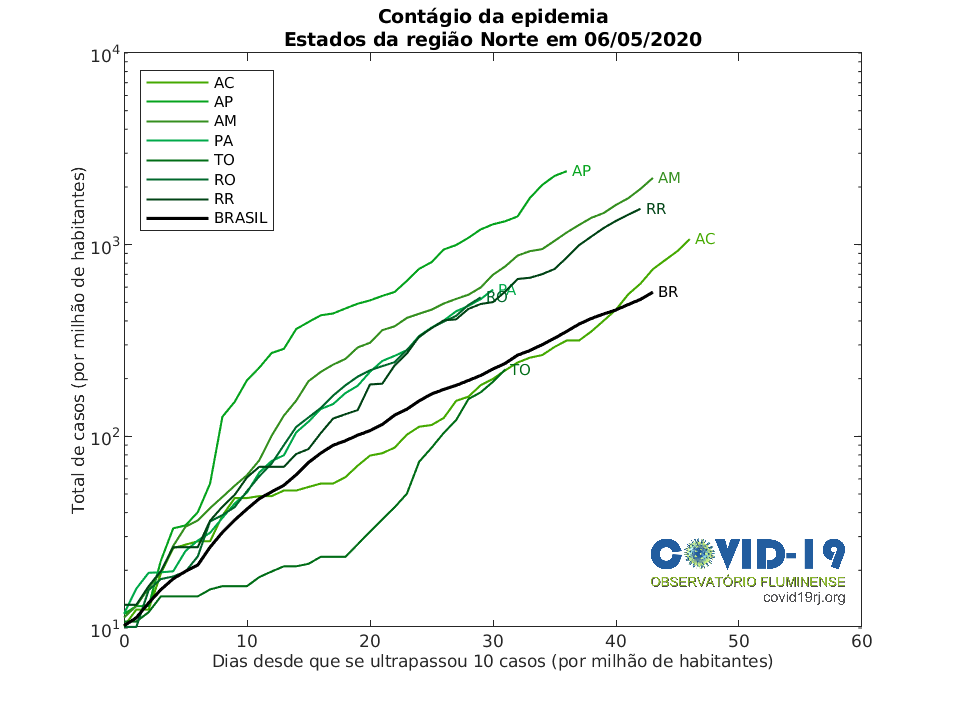 Contágio da epidemia
Estados da região Norte em 06/05/2020
10^4
10^3
10^2
10^1
Total de casos (por milhão de habitantes)
AC
AP
AM
PA
TO
RO
RR
BRASIL
AP
AM
RR
AC
PA
RO
BR
TO
COVID-19
OBSERVATÓRIO FLUMINENSE
covid19rj.org
0 10 20 30 40 50 60
Dias desde que se ultrapassou 10 casos (por milhão de habitantes)